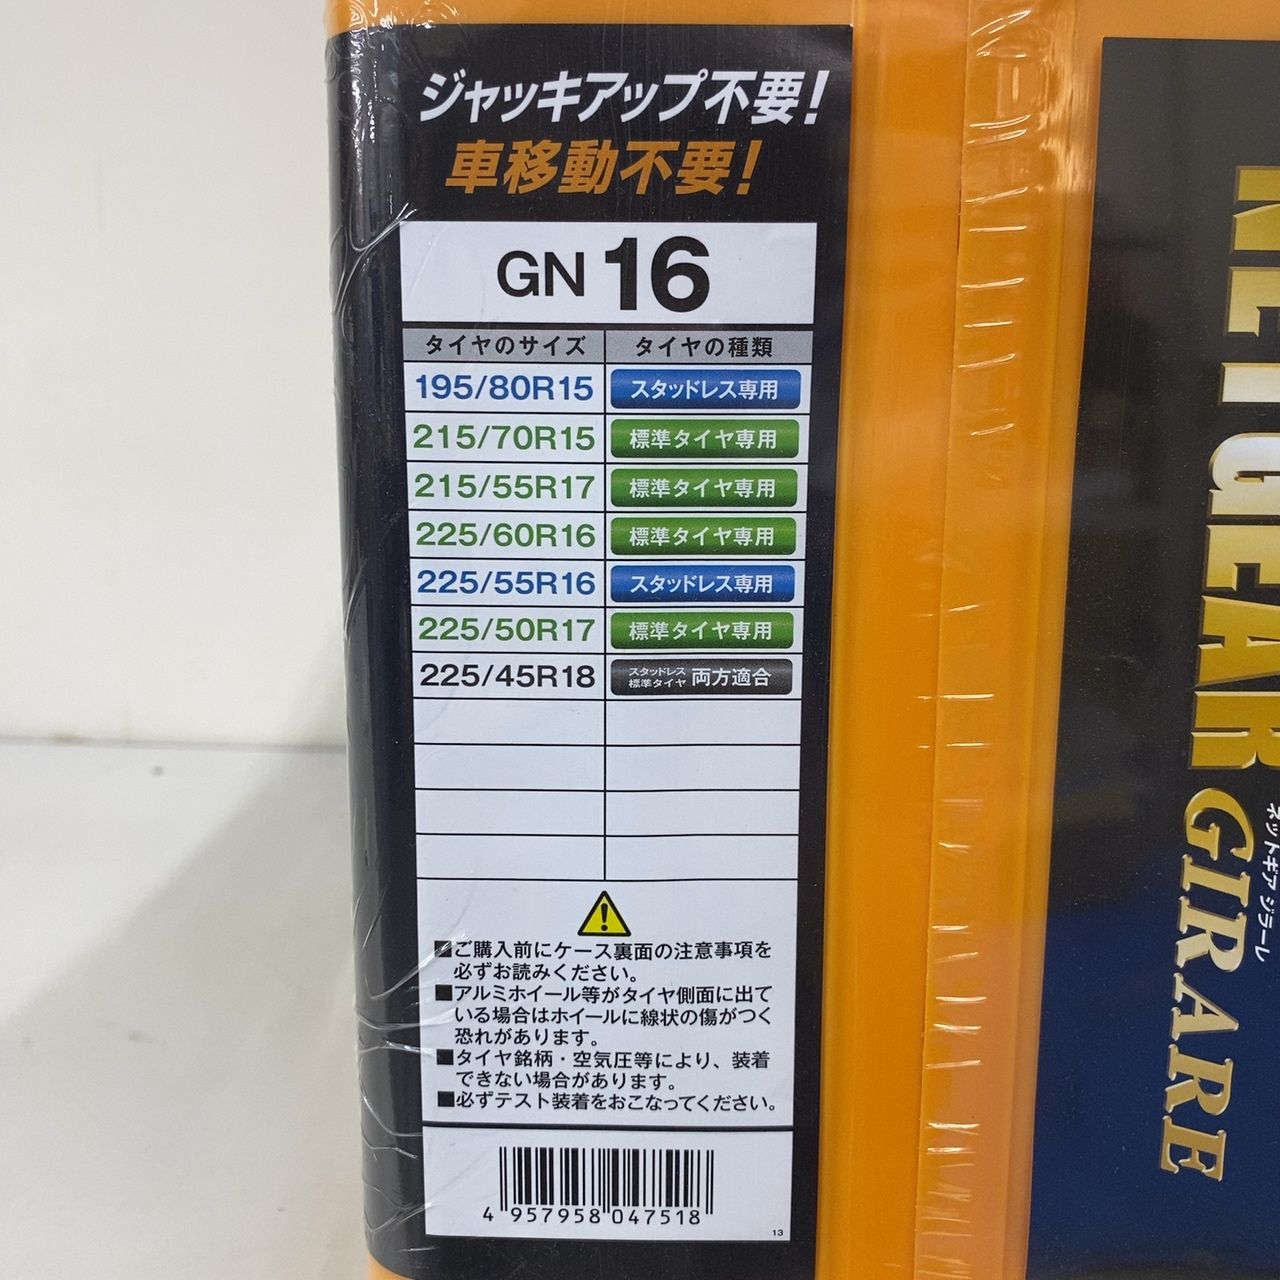 ジャッキアップ不要!
車移動不要!
GN 16
タイヤのサイズ タイヤの種類
195/80R15 スタッドレス専用
215/70R15 標準タイヤ専用
215/55R17 標準タイヤ専用
225/60R16 標準タイヤ専用
225/55R16 スタッドレス専用
225/50R17 標準タイヤ専用
225/45R18 スタッドレス標準タイヤ 両方適合
■ご購入前にケース裏面の注意事項を
必ずお読みください。
■アルミホイール等がタイヤ側面に出て
いる場合はホイールに線状の傷がつく
恐れがあります。
■タイヤ銘柄・空気圧等により、装着
できない場合があります。
■必ずテスト装着をおこなってください。
4 957958 047518
13
NETGEAR
GIRARE
ネットギア ジラーレ